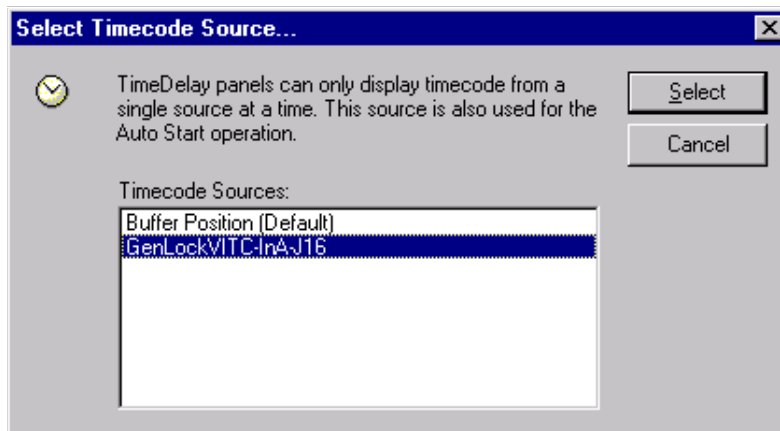 Select Timecode Source...
TimeDelay panels can only display timecode from a
single source at a time. This source is also used for the
Auto Start operation.
Select
Cancel
Timecode Sources:
Buffer Position (Default)
GenLockVITC-InA-J16